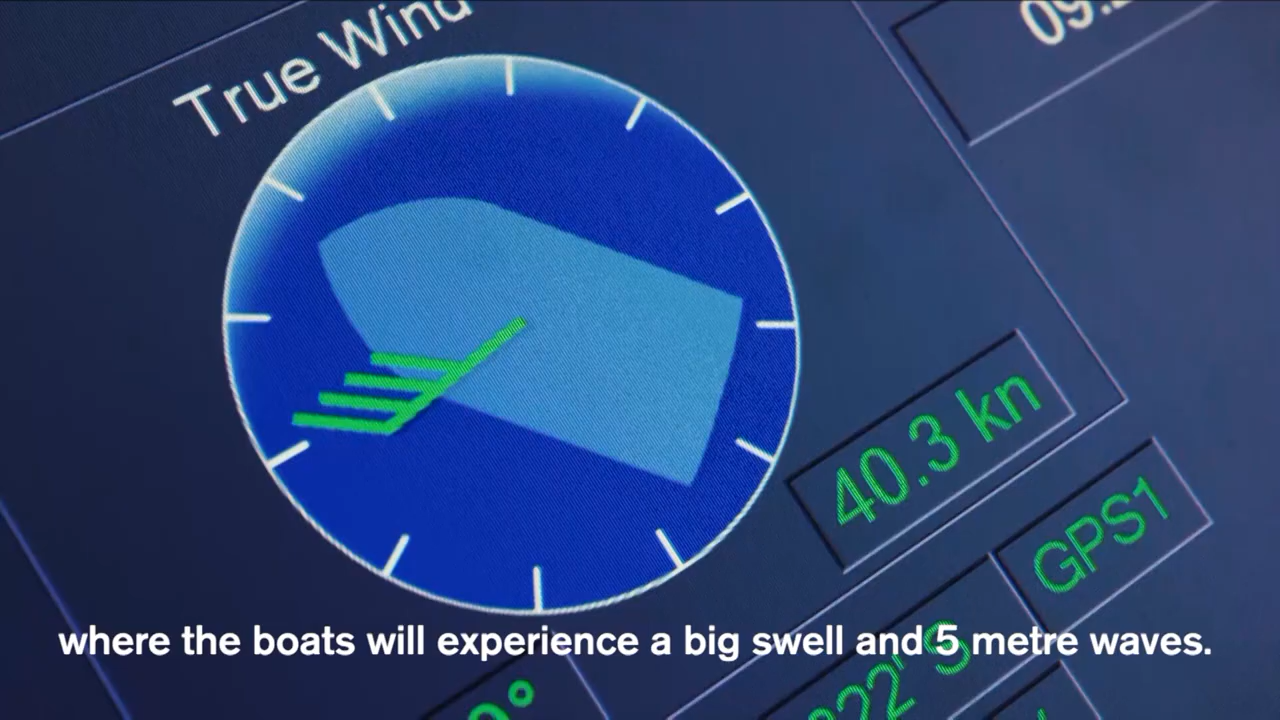 True Wind
40.3 kn
GPS1
where the boats will experience a big swell and 5 metre waves.